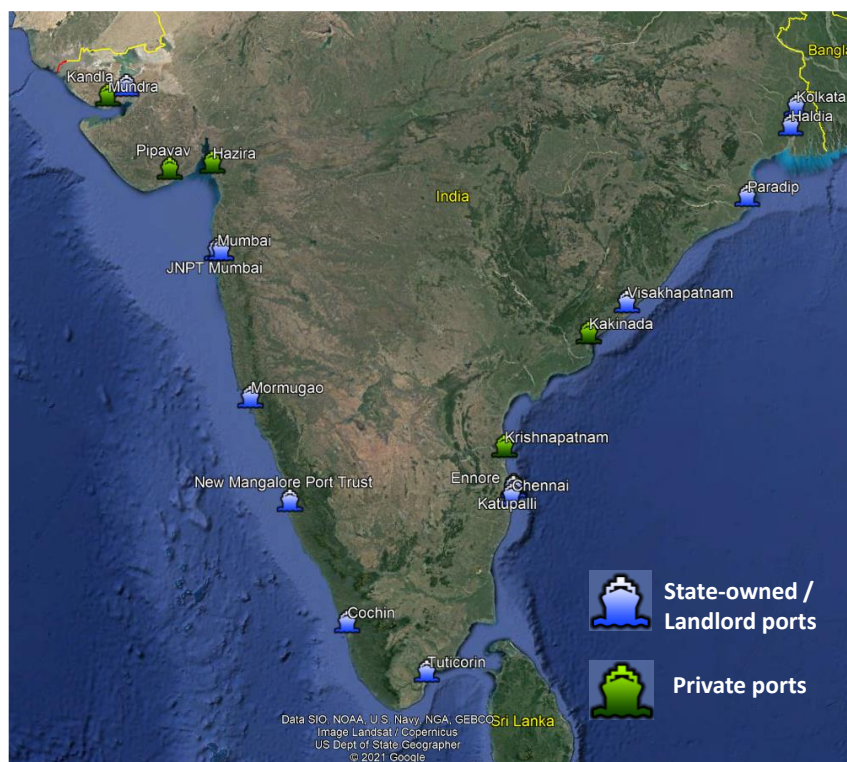 Bangla
Kandla
Mundra
Kolkata
Haldia
Pipavav
Hazira
India
Paradip
Mumbai
JNPT Mumbai
Visakhapatnam
Kakinada
Mormugao
Krishnapatnam
Ennore
Chennai
New Mangalore Port Trust
Katupalli
State-owned /
Landlord ports
Cochin
Tuticorin
Private ports
Data SIO, NOAA, U.S. Navy, NGA, GEBCO
Sri Lanka
Image Landsat / Copernicus
US Dept of State Geographer
© 2021 Google